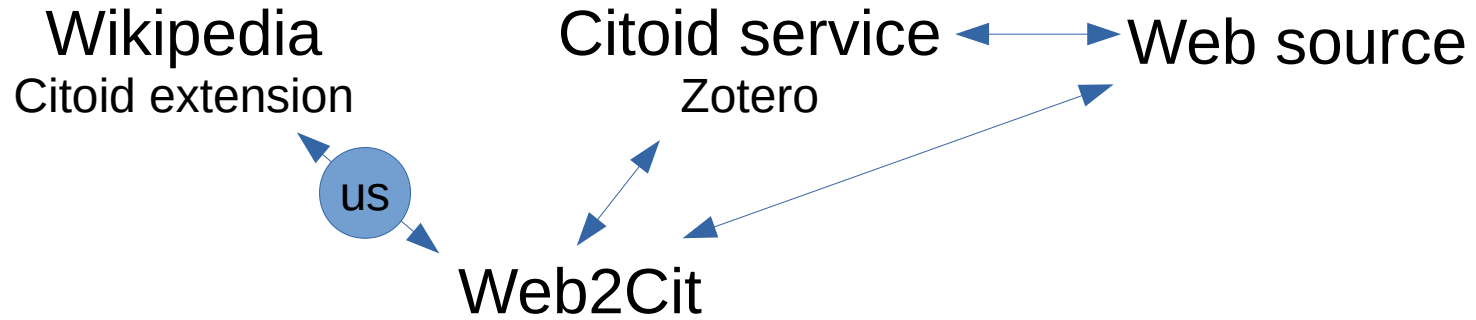 Wikipedia
Citoid extension
Citoid service
Zotero
Web source
us
Web2Cit